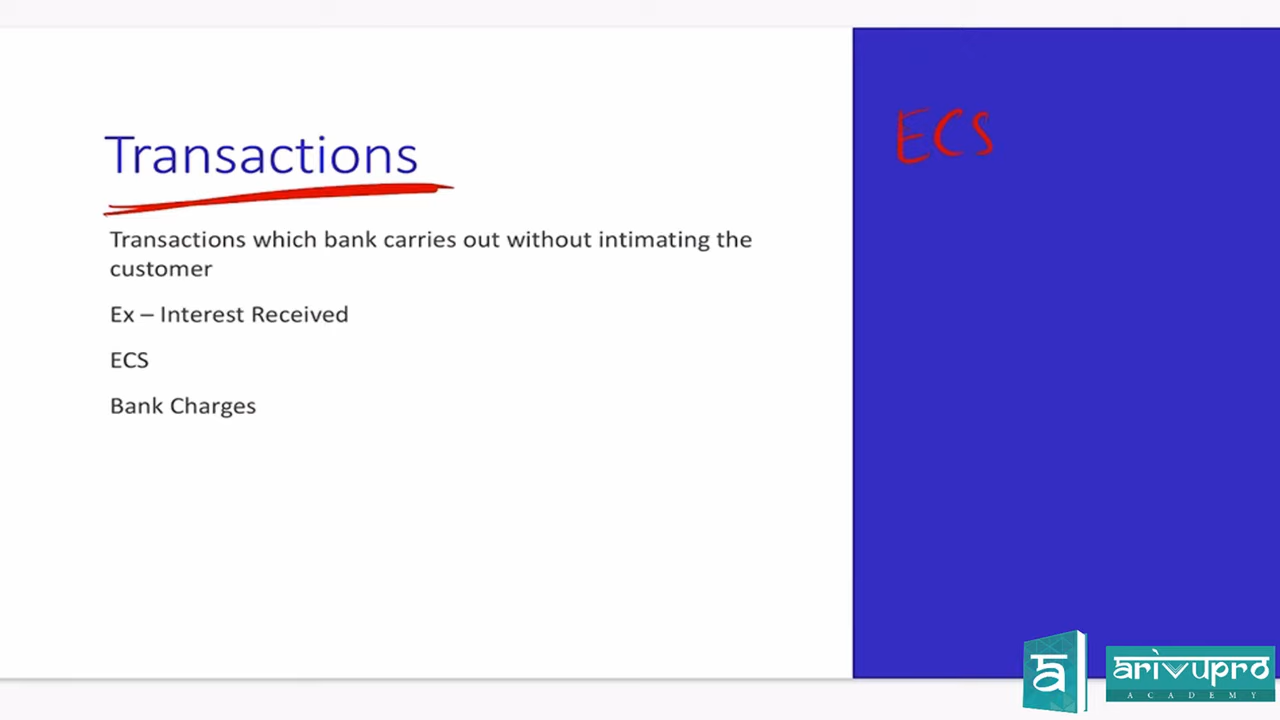 Transactions
Transactions which bank carries out without intimating the
customer
Ex – Interest Received
ECS
Bank Charges
ECS
ā
arivupro
ACADEMY